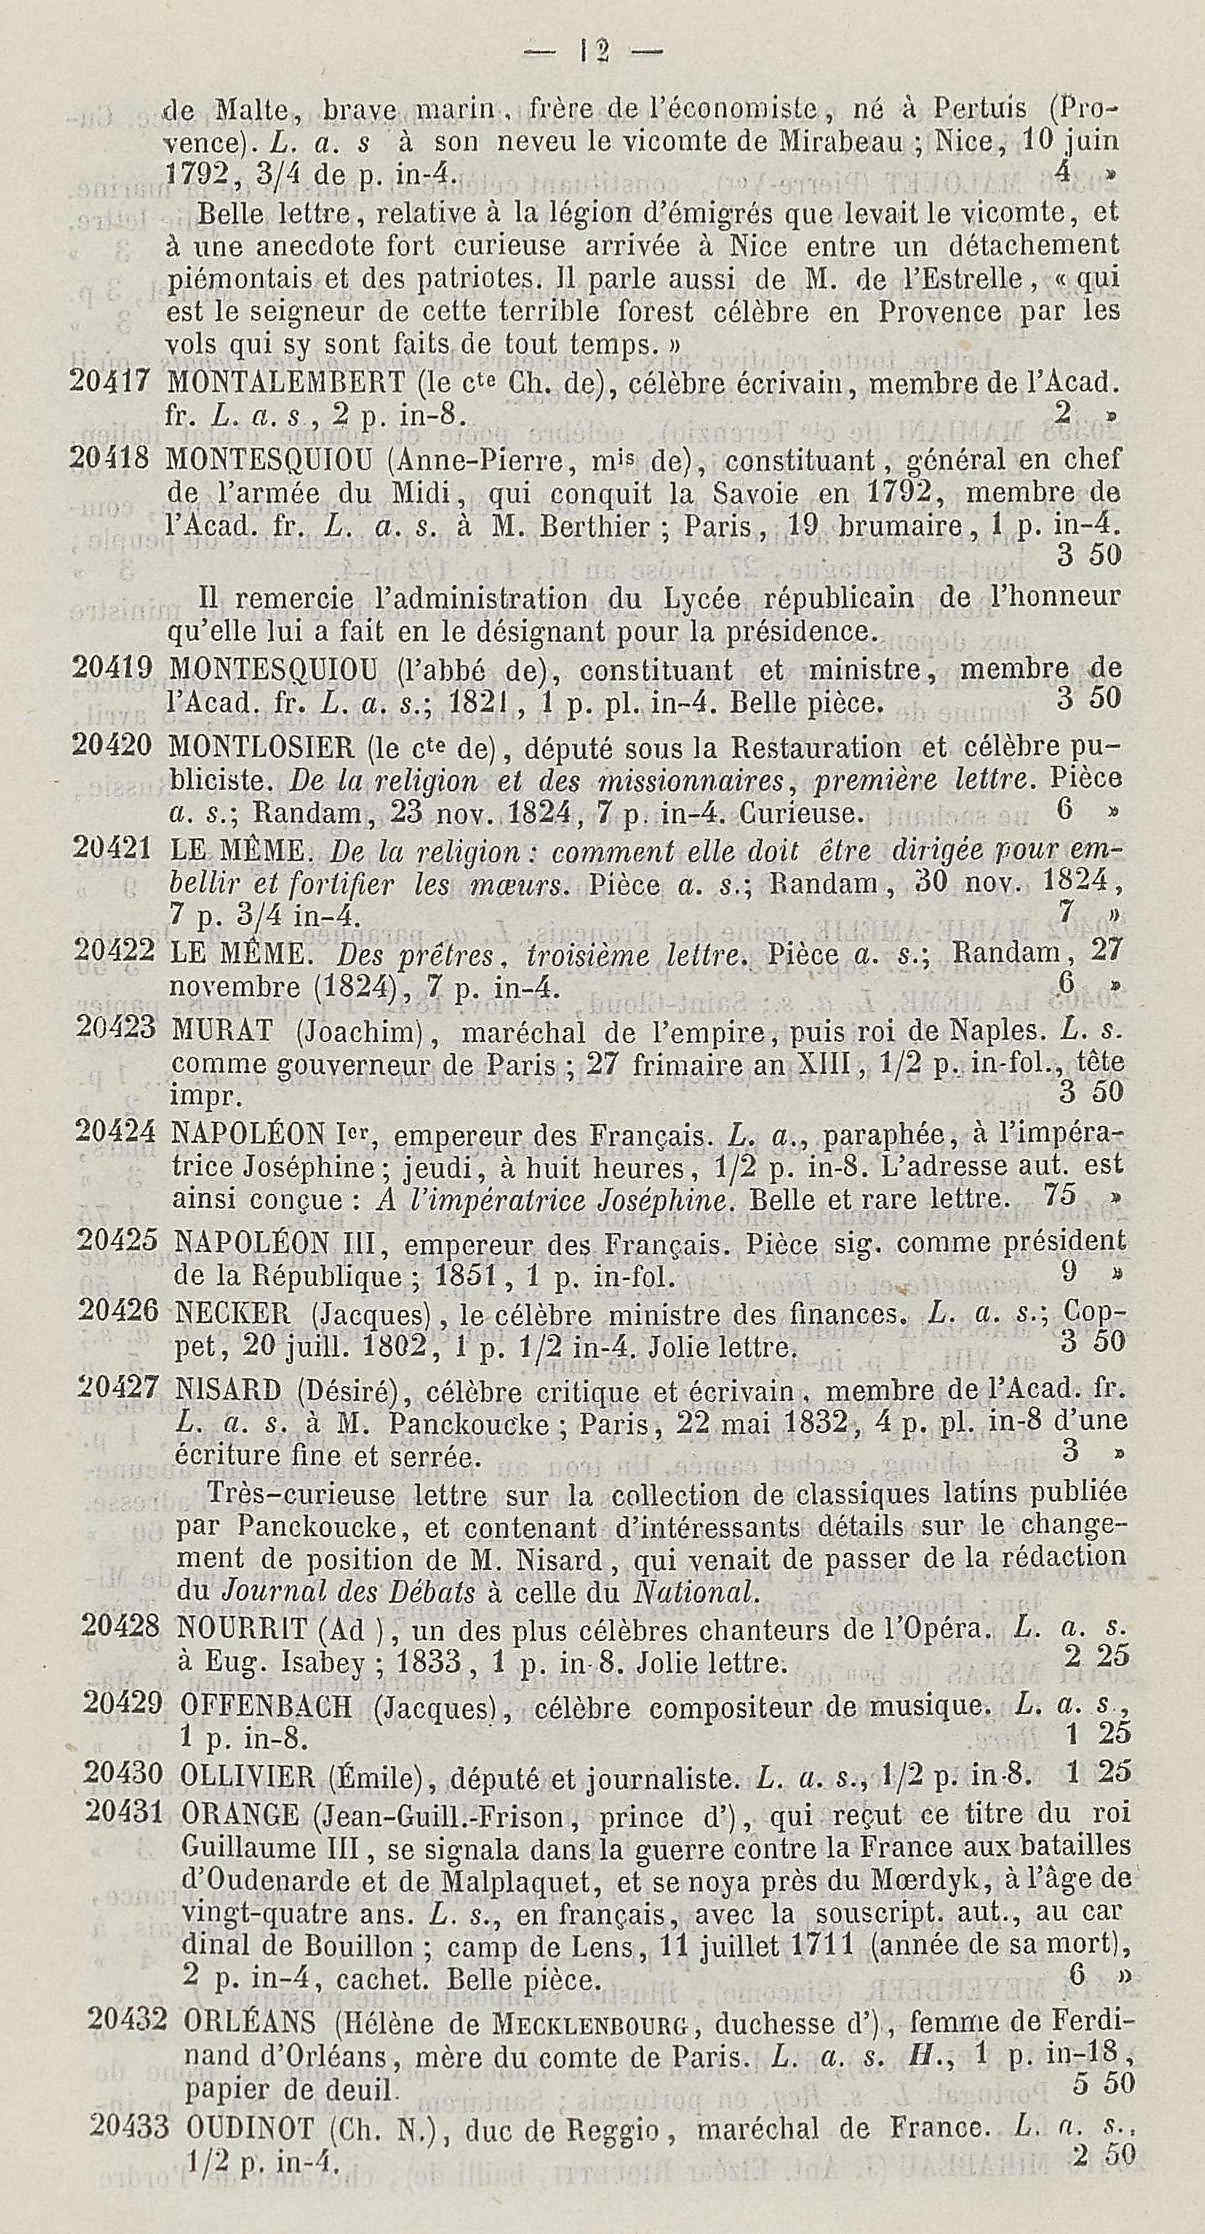 — 12 —
de Malte, brave marin, frère de l'économiste, né à Pertuis (Pro-
vence). L. a. s à son neveu le vicomte de Mirabeau ; Nice, 10 juin
1792, 3/4 de p. in-4. 4 »
Belle lettre, relative à la légion d'émigrés que levait le vicomte, et
à une anecdote fort curieuse arrivée à Nice entre un détachement
piémontais et des patriotes. Il parle aussi de M. de l'Estrelle, « qui
est le seigneur de cette terrible forest célèbre en Provence par les
vols qui sy sont faits de tout temps. »
20417 MONTALEMBERT (le cte Ch. de), célèbre écrivain, membre de l'Acad.
fr. L. a. s., 2 p. in-8. 2 »
20418 MONTESQUIOU (Anne-Pierre, mis de), constituant, général en chef
de l'armée du Midi, qui conquit la Savoie en 1792, membre de
l'Acad. fr. L. a. s. à M. Berthier ; Paris, 19 brumaire, 1 p. in-4.
3 50
Il remercie l'administration du Lycée républicain de l'honneur
qu'elle lui a fait en le désignant pour la présidence.
20419 MONTESQUIOU (l'abbé de), constituant et ministre, membre de
l'Acad. fr. L. a. s.; 1821, 1 p. pl. in-4. Belle pièce. 3 50
20420 MONTLOSIER (le cte de), député sous la Restauration et célèbre pu-
bliciste. De la religion et des missionnaires, première lettre. Pièce
a. s.; Randam, 23 nov. 1824, 7 p. in-4. Curieuse. 6 »
20421 LE MÊME. De la religion : comment elle doit être dirigée pour em-
bellir et fortifier les mœurs. Pièce a. s.; Randam, 30 nov. 1824,
7 p. 3/4 in-4. 7 »
20422 LE MÊME. Des prêtres, troisième lettre. Pièce a. s.; Randam, 27
novembre (1824), 7 p. in-4. 6 »
20423 MURAT (Joachim), maréchal de l'empire, puis roi de Naples. L. s.
comme gouverneur de Paris ; 27 frimaire an XIII, 1/2 p. in-fol., tête
impr. 3 50
20424 NAPOLÉON Ier, empereur des Français. L. a., paraphée, à l'impéra-
trice Joséphine; jeudi, à huit heures, 1/2 p. in-8. L'adresse aut. est
ainsi conçue : A l'impératrice Joséphine. Belle et rare lettre. 75 »
20425 NAPOLÉON III, empereur des Français. Pièce sig. comme président
de la République ; 1851, 1 p. in-fol. 9 »
20426 NECKER (Jacques), le célèbre ministre des finances. L. a. s.; Cop-
pet, 20 juill. 1802, 1 p. 1/2 in-4. Jolie lettre. 3 50
20427 NISARD (Désiré), célèbre critique et écrivain, membre de l'Acad. fr.
L. a. s. à M. Panckoucke ; Paris, 22 mai 1832, 4 p. pl. in-8 d'une
écriture fine et serrée. 3 »
Très-curieuse lettre sur la collection de classiques latins publiée
par Panckoucke, et contenant d'intéressants détails sur le change-
ment de position de M. Nisard, qui venait de passer de la rédaction
du Journal des Débats à celle du National.
20428 NOURRIT (Ad ), un des plus célèbres chanteurs de l'Opéra. L. a. s.
à Eug. Isabey ; 1833, 1 p. in-8. Jolie lettre. 2 25
20429 OFFENBACH (Jacques), célèbre compositeur de musique. L. a. s.,
1 p. in-8. 1 25
20430 OLLIVIER (Émile), député et journaliste. L. a. s., 1/2 p. in-8. 1 25
20431 ORANGE (Jean-Guill.-Frison, prince d'), qui reçut ce titre du roi
Guillaume III, se signala dans la guerre contre la France aux batailles
d'Oudenarde et de Malplaquet, et se noya près du Mœrdyk, à l'âge de
vingt-quatre ans. L. s., en français, avec la souscript. aut., au car
dinal de Bouillon ; camp de Lens, 11 juillet 1711 (année de sa mort),
2 p. in-4, cachet. Belle pièce. 6 »
20432 ORLÉANS (Hélène de MECKLENBOURG, duchesse d'), femme de Ferdi-
nand d'Orléans, mère du comte de Paris. L. a. s. H., 1 p. in-18,
papier de deuil. 5 50
20433 OUDINOT (Ch. N.), duc de Reggio, maréchal de France. L. a. s.,
1/2 p. in-4. 2 50